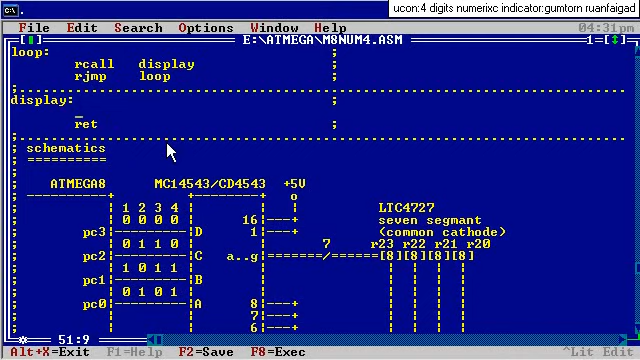 ucon:4 digits numerixc indicator:gumtorn ruanfaigad
File Edit Search Options Window Help 04:31pm
E:\ATMEGA\M8NUM4.ASM 1=[↕]
loop: ;
rcall display ;
rjmp loop ;
;
display: ;
_
ret ;
;
; schematics
; ==========
;
; ATMEGA8 MC14543/CD4543 +5V
; o
; 1 2 3 4 LTC4727
; 0 0 0 0 16 ---+ seven segmant
; pc3 D 1 ---+ (common cathode)
; 0 1 1 0 7 r23 r22 r21 r20
; pc2 C a..g ======/======[8][8][8][8]
; 1 0 1 1
; pc1 B
; 0 1 0 1
; pc0 A 8 ---+
; 7 ---+
; 6 ---+
51:9
Alt+X=Exit F1=Help F2=Save F8=Exec ^Lit Edit